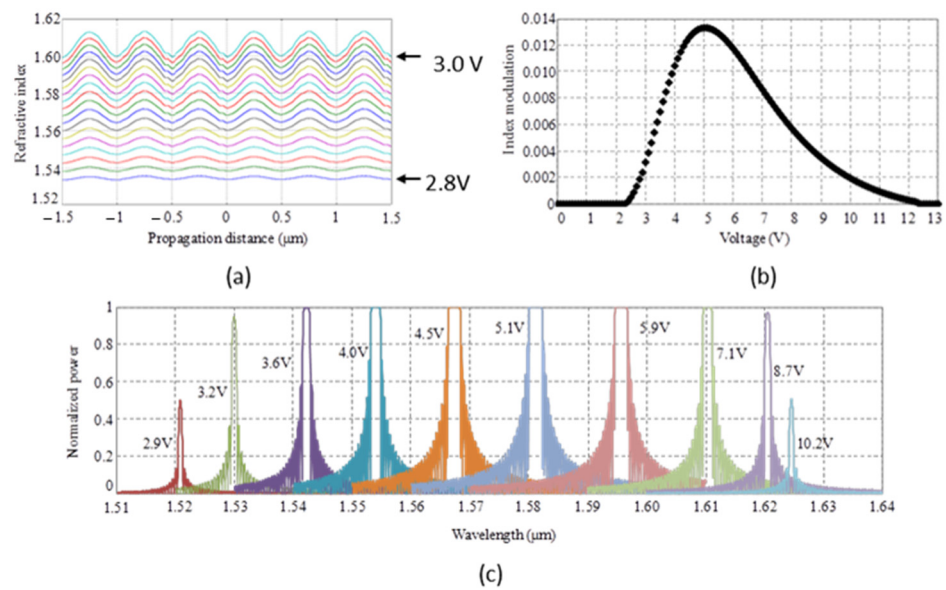 1.62
1.60
1.58
1.56
1.54
1.52
Refractive index
3.0 V
2.8V
−1.5 −1 −0.5 0 0.5 1 1.5
Propagation distance (μm)
(a)
0.014
0.012
0.010
0.008
0.006
0.004
0.002
0
Index modulation
0 1 2 3 4 5 6 7 8 9 10 11 12 13
Voltage (V)
(b)
1
0.8
0.6
0.4
0.2
0
Normalized power
2.9V
3.2V
3.6V
4.0V
4.5V
5.1V
5.9V
7.1V
8.7V
10.2V
1.51 1.52 1.53 1.54 1.55 1.56 1.57 1.58 1.59 1.60 1.61 1.62 1.63 1.64
Wavelength (μm)
(c)